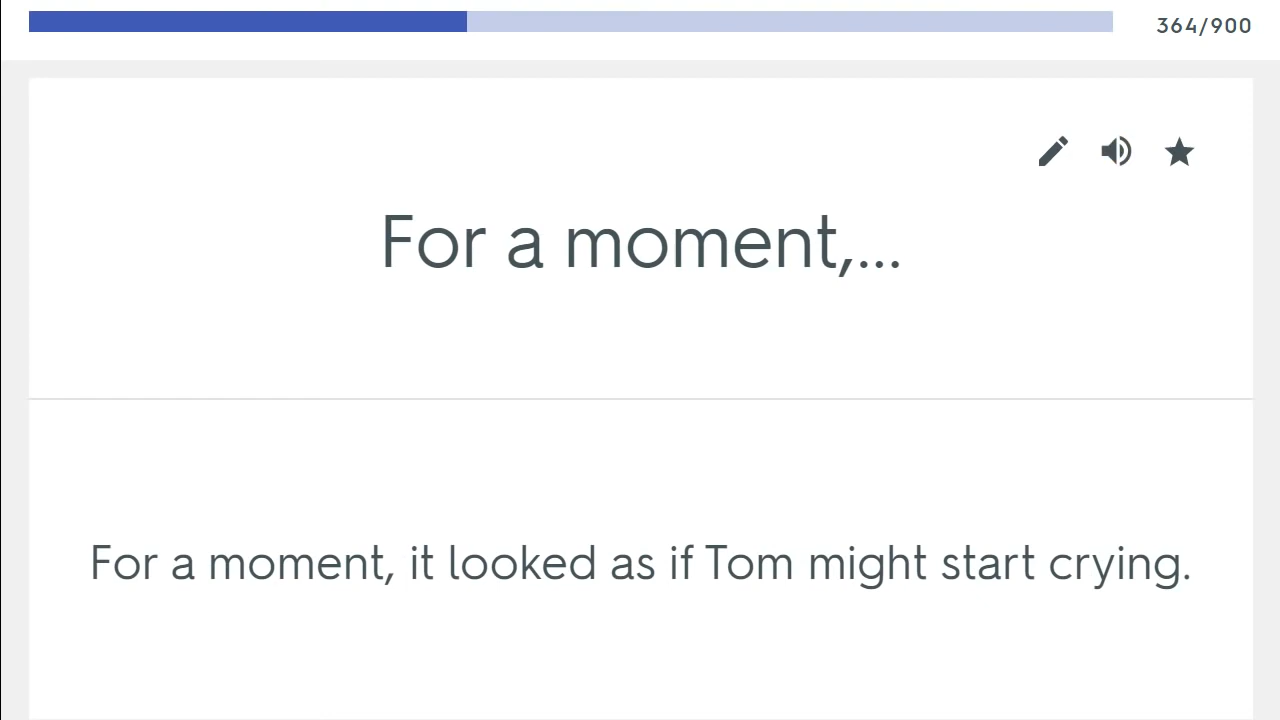 364/900
For a moment,...
For a moment, it looked as if Tom might start crying.